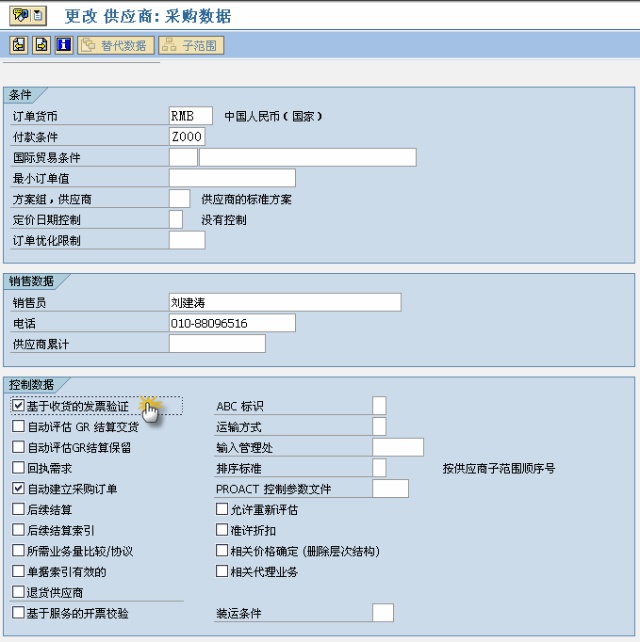 更改 供应商: 采购数据
替代数据 子范围
条件
订单货币 RMB 中国人民币(国家)
付款条件 Z000
国际贸易条件
最小订单值
方案组,供应商 供应商的标准方案
定价日期控制 没有控制
订单优化限制
销售数据
销售员 刘建涛
电话 010-88096516
供应商累计
控制数据
基于收货的发票验证 ABC 标识
自动评估 GR 结算交货 运输方式
自动评估GR结算保留 输入管理处
回执需求 排序标准 按供应商子范围顺序号
自动建立采购订单 PROACT 控制参数文件
后续结算 允许重新评估
后续结算索引 准许折扣
所需业务量比较/协议 相关价格确定(删除层次结构)
单据索引有效的 相关代理业务
退货供应商
基于服务的开票校验 装运条件